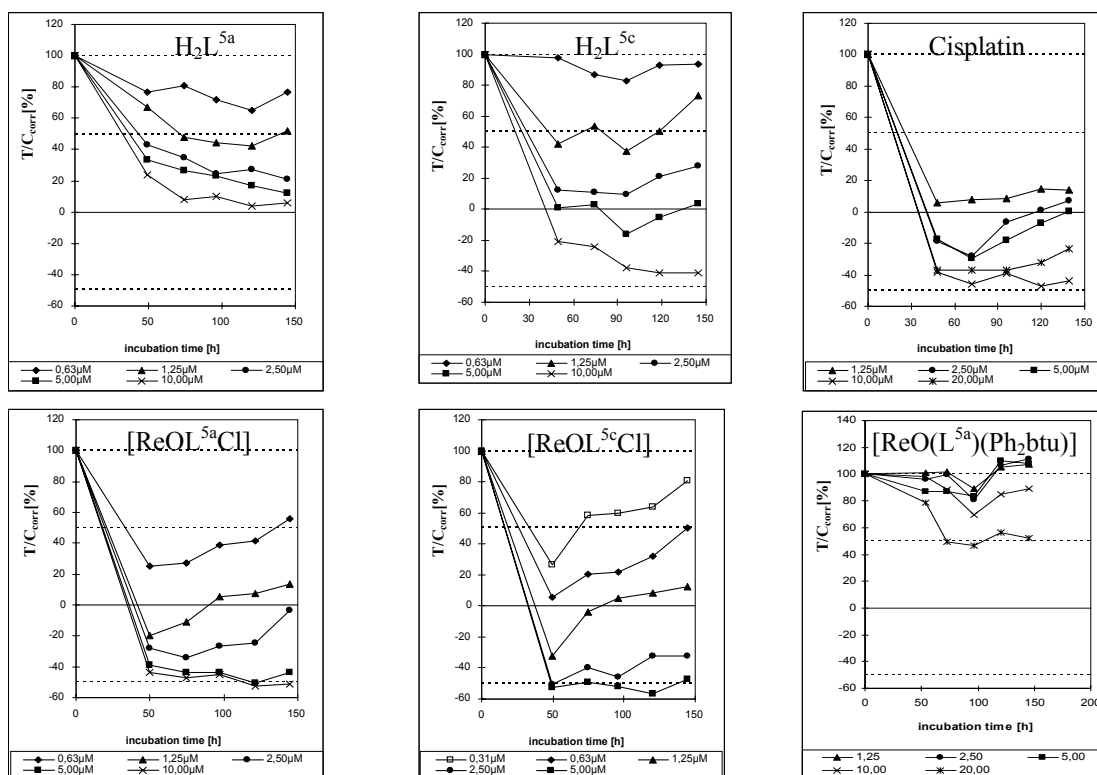 H₂L⁵ᵃ
T/Ccorr[%]
120
100
80
60
40
20
0
-20
-40
-60
0 50 100 150
incubation time [h]
0,63µM 1,25µM 2,50µM
5,00µM 10,00µM
H₂L⁵ᶜ
T/Ccorr[%]
120
100
80
60
40
20
0
-20
-40
-60
0 30 60 90 120 150
incubation time [h]
0,63µM 1,25µM 2,50µM
5,00µM 10,00µM
Cisplatin
T/Ccorr[%]
120
100
80
60
40
20
0
-20
-40
-60
0 30 60 90 120 150
incubation time [h]
1,25µM 2,50µM 5,00µM
10,00µM 20,00µM
[ReOL⁵ᵃCl]
T/Ccorr[%]
120
100
80
60
40
20
0
-20
-40
-60
0 50 100 150
incubation time [h]
0,63µM 1,25µM 2,50µM
5,00µM 10,00µM
[ReOL⁵ᶜCl]
T/Ccorr[%]
120
100
80
60
40
20
0
-20
-40
-60
0 50 100 150
incubation time [h]
0,31µM 0,63µM 1,25µM
2,50µM 5,00µM
[ReO(L⁵ᵃ)(Ph₂btu)]
T/Ccorr[%]
140
120
100
80
60
40
20
0
-20
-40
-60
0 50 100 150 200
incubation time [h]
1,25 2,50 5,00
10,00 20,00